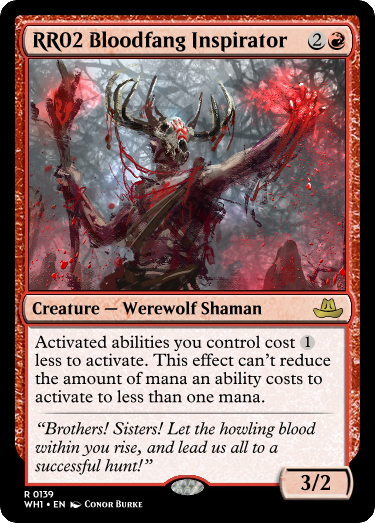 RR02 Bloodfang Inspirator 2
Creature — Werewolf Shaman
Activated abilities you control cost 1
less to activate. This effect can't reduce
the amount of mana an ability costs to
activate to less than one mana.
“Brothers! Sisters! Let the howling blood
within you rise, and lead us all to a
successful hunt!”
3/2
R 0139
WH1 • EN Conor Burke